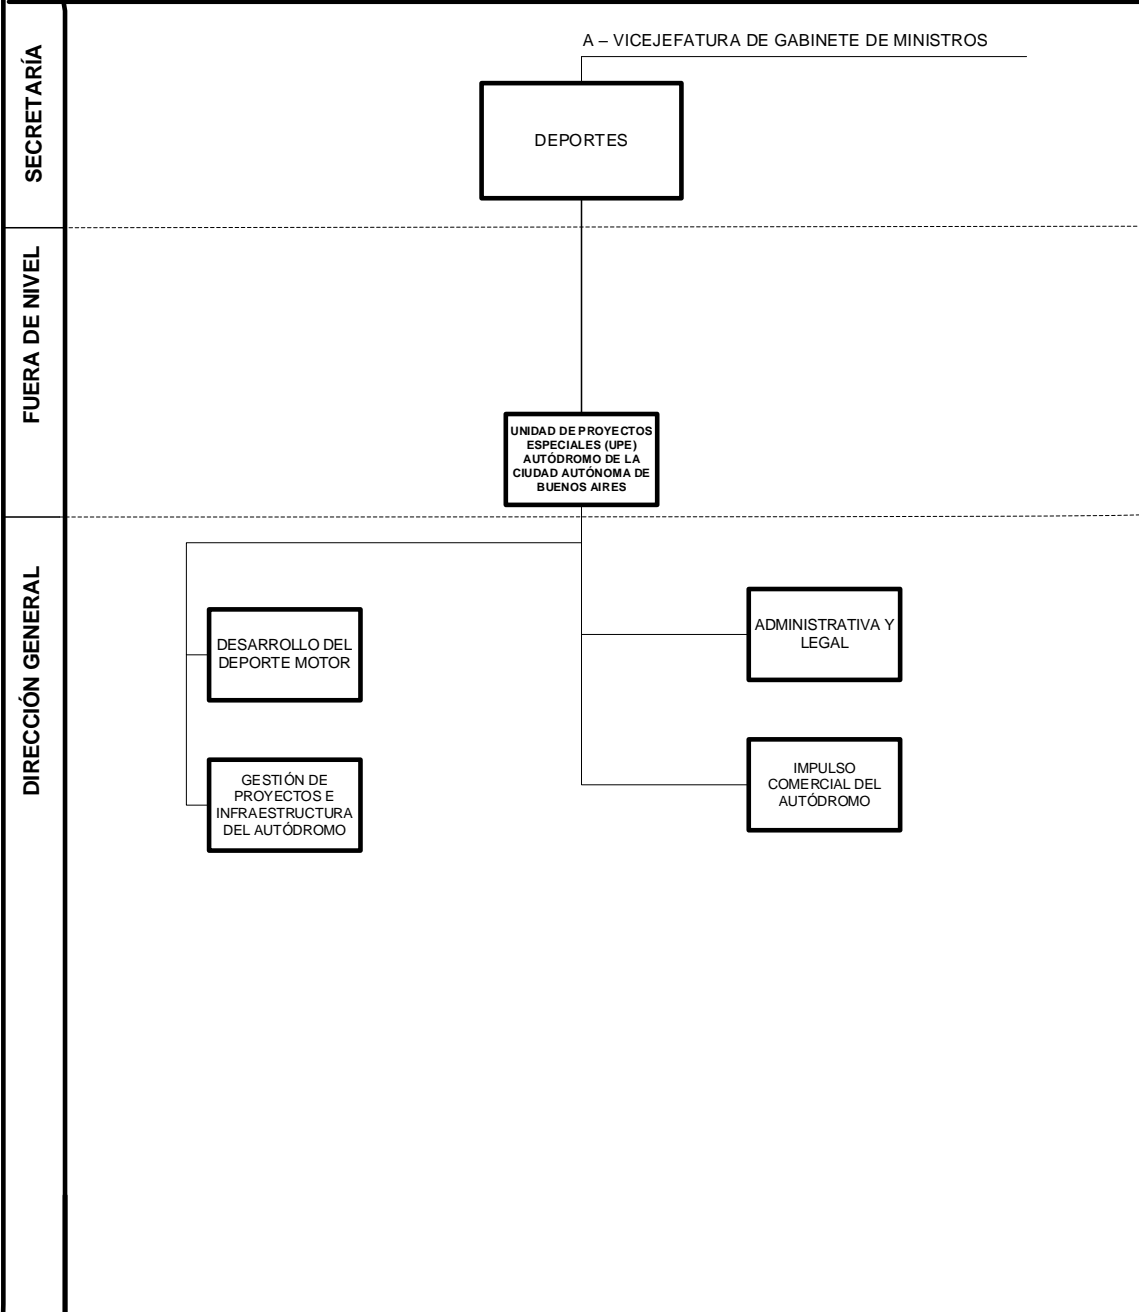 A – VICEJEFATURA DE GABINETE DE MINISTROS
SECRETARÍA
DEPORTES
FUERA DE NIVEL
UNIDAD DE PROYECTOS
ESPECIALES (UPE)
AUTÓDROMO DE LA
CIUDAD AUTÓNOMA DE
BUENOS AIRES
DIRECCIÓN GENERAL
DESARROLLO DEL
DEPORTE MOTOR
ADMINISTRATIVA Y
LEGAL
GESTIÓN DE
PROYECTOS E
INFRAESTRUCTURA
DEL AUTÓDROMO
IMPULSO
COMERCIAL DEL
AUTÓDROMO